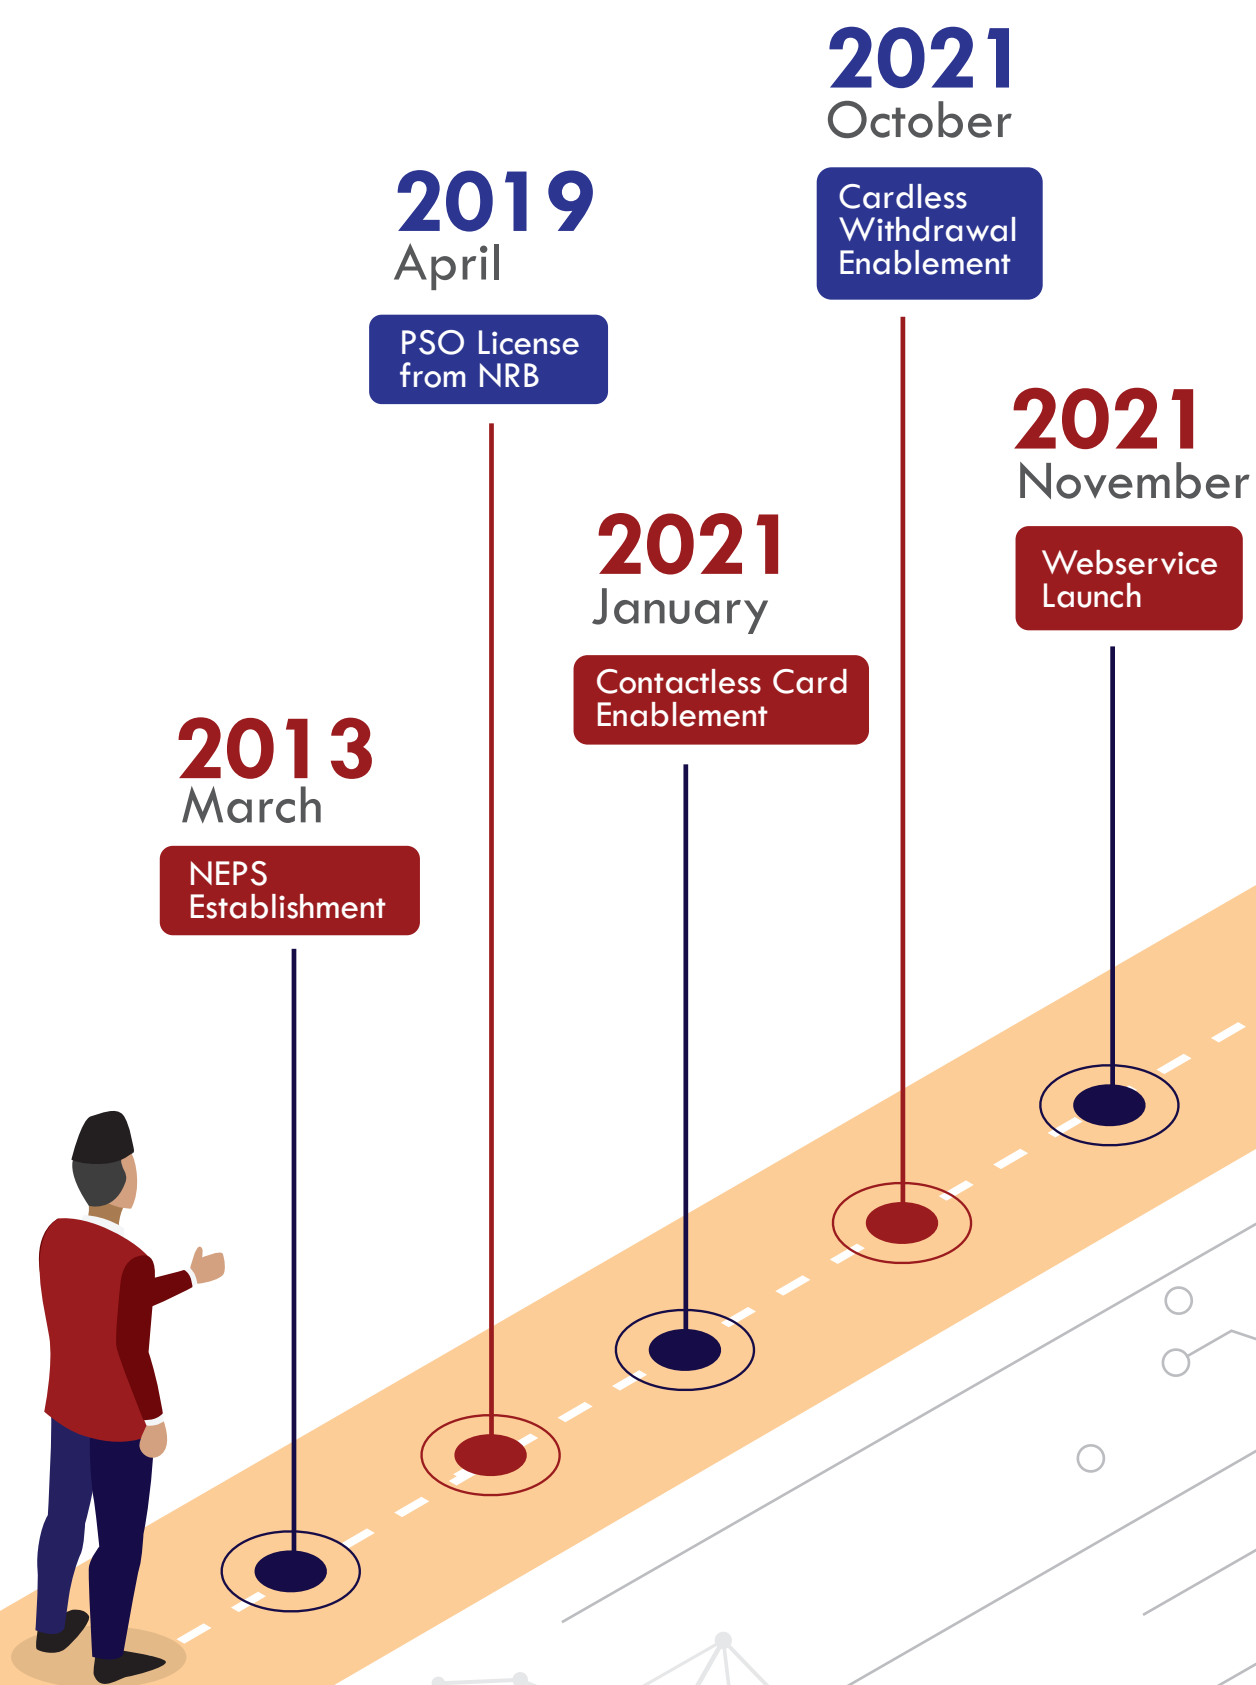 2013
March
NEPS
Establishment
2019
April
PSO License
from NRB
2021
January
Contactless Card
Enablement
2021
October
Cardless
Withdrawal
Enablement
2021
November
Webservice
Launch